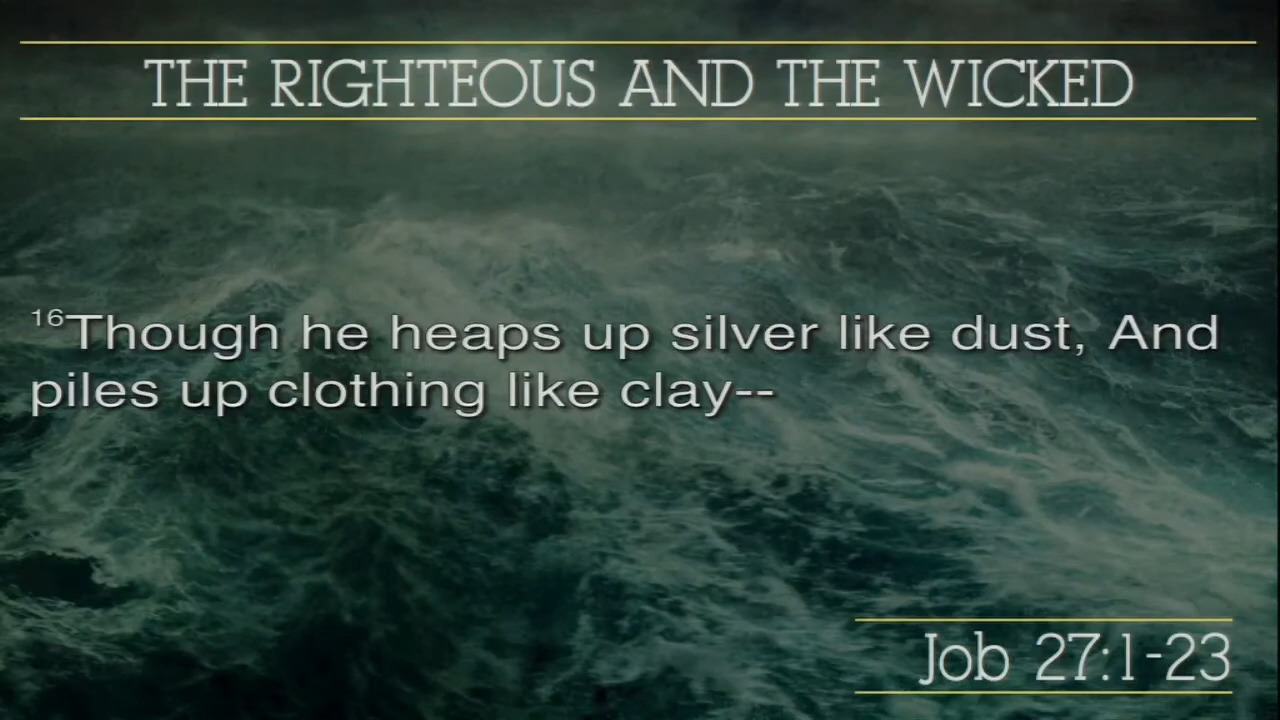 THE RIGHTEOUS AND THE WICKED
16Though he heaps up silver like dust, And
piles up clothing like clay--
Job 27:1-23